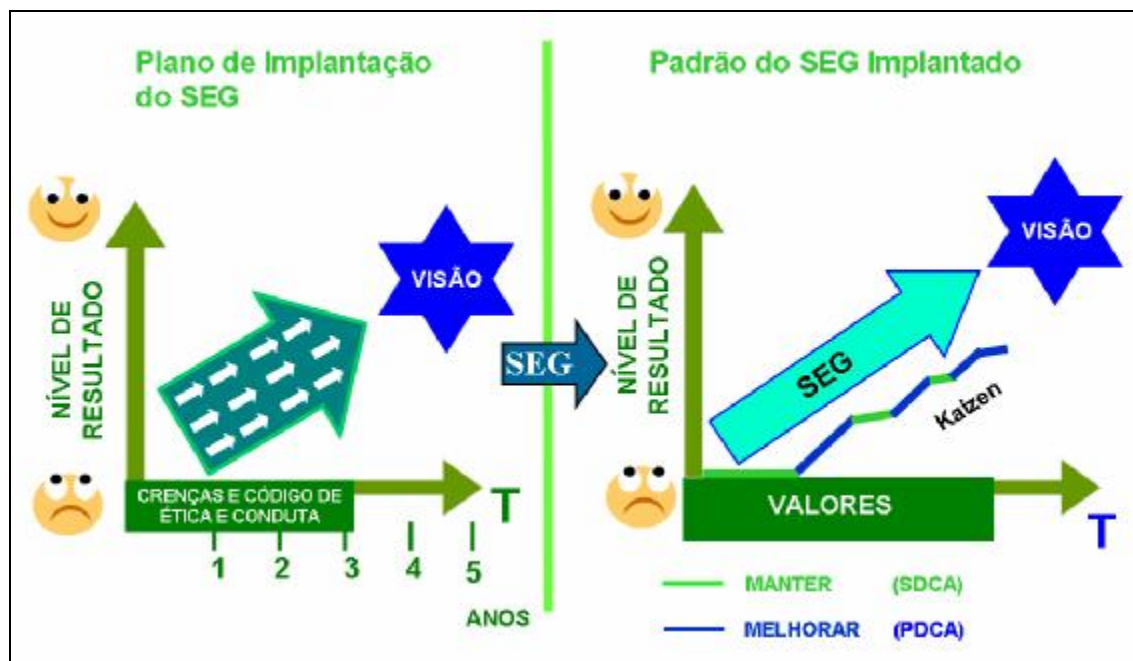 Plano de Implantação
do SEG
NÍVEL DE
RESULTADO
VISÃO
CRENÇAS E CÓDIGO DE
ÉTICA E CONDUTA
T
1 2 3 4 5
ANOS
SEG
Padrão do SEG Implantado
NÍVEL DE
RESULTADO
VISÃO
SEG
Kaizen
VALORES
T
MANTER (SDCA)
MELHORAR (PDCA)